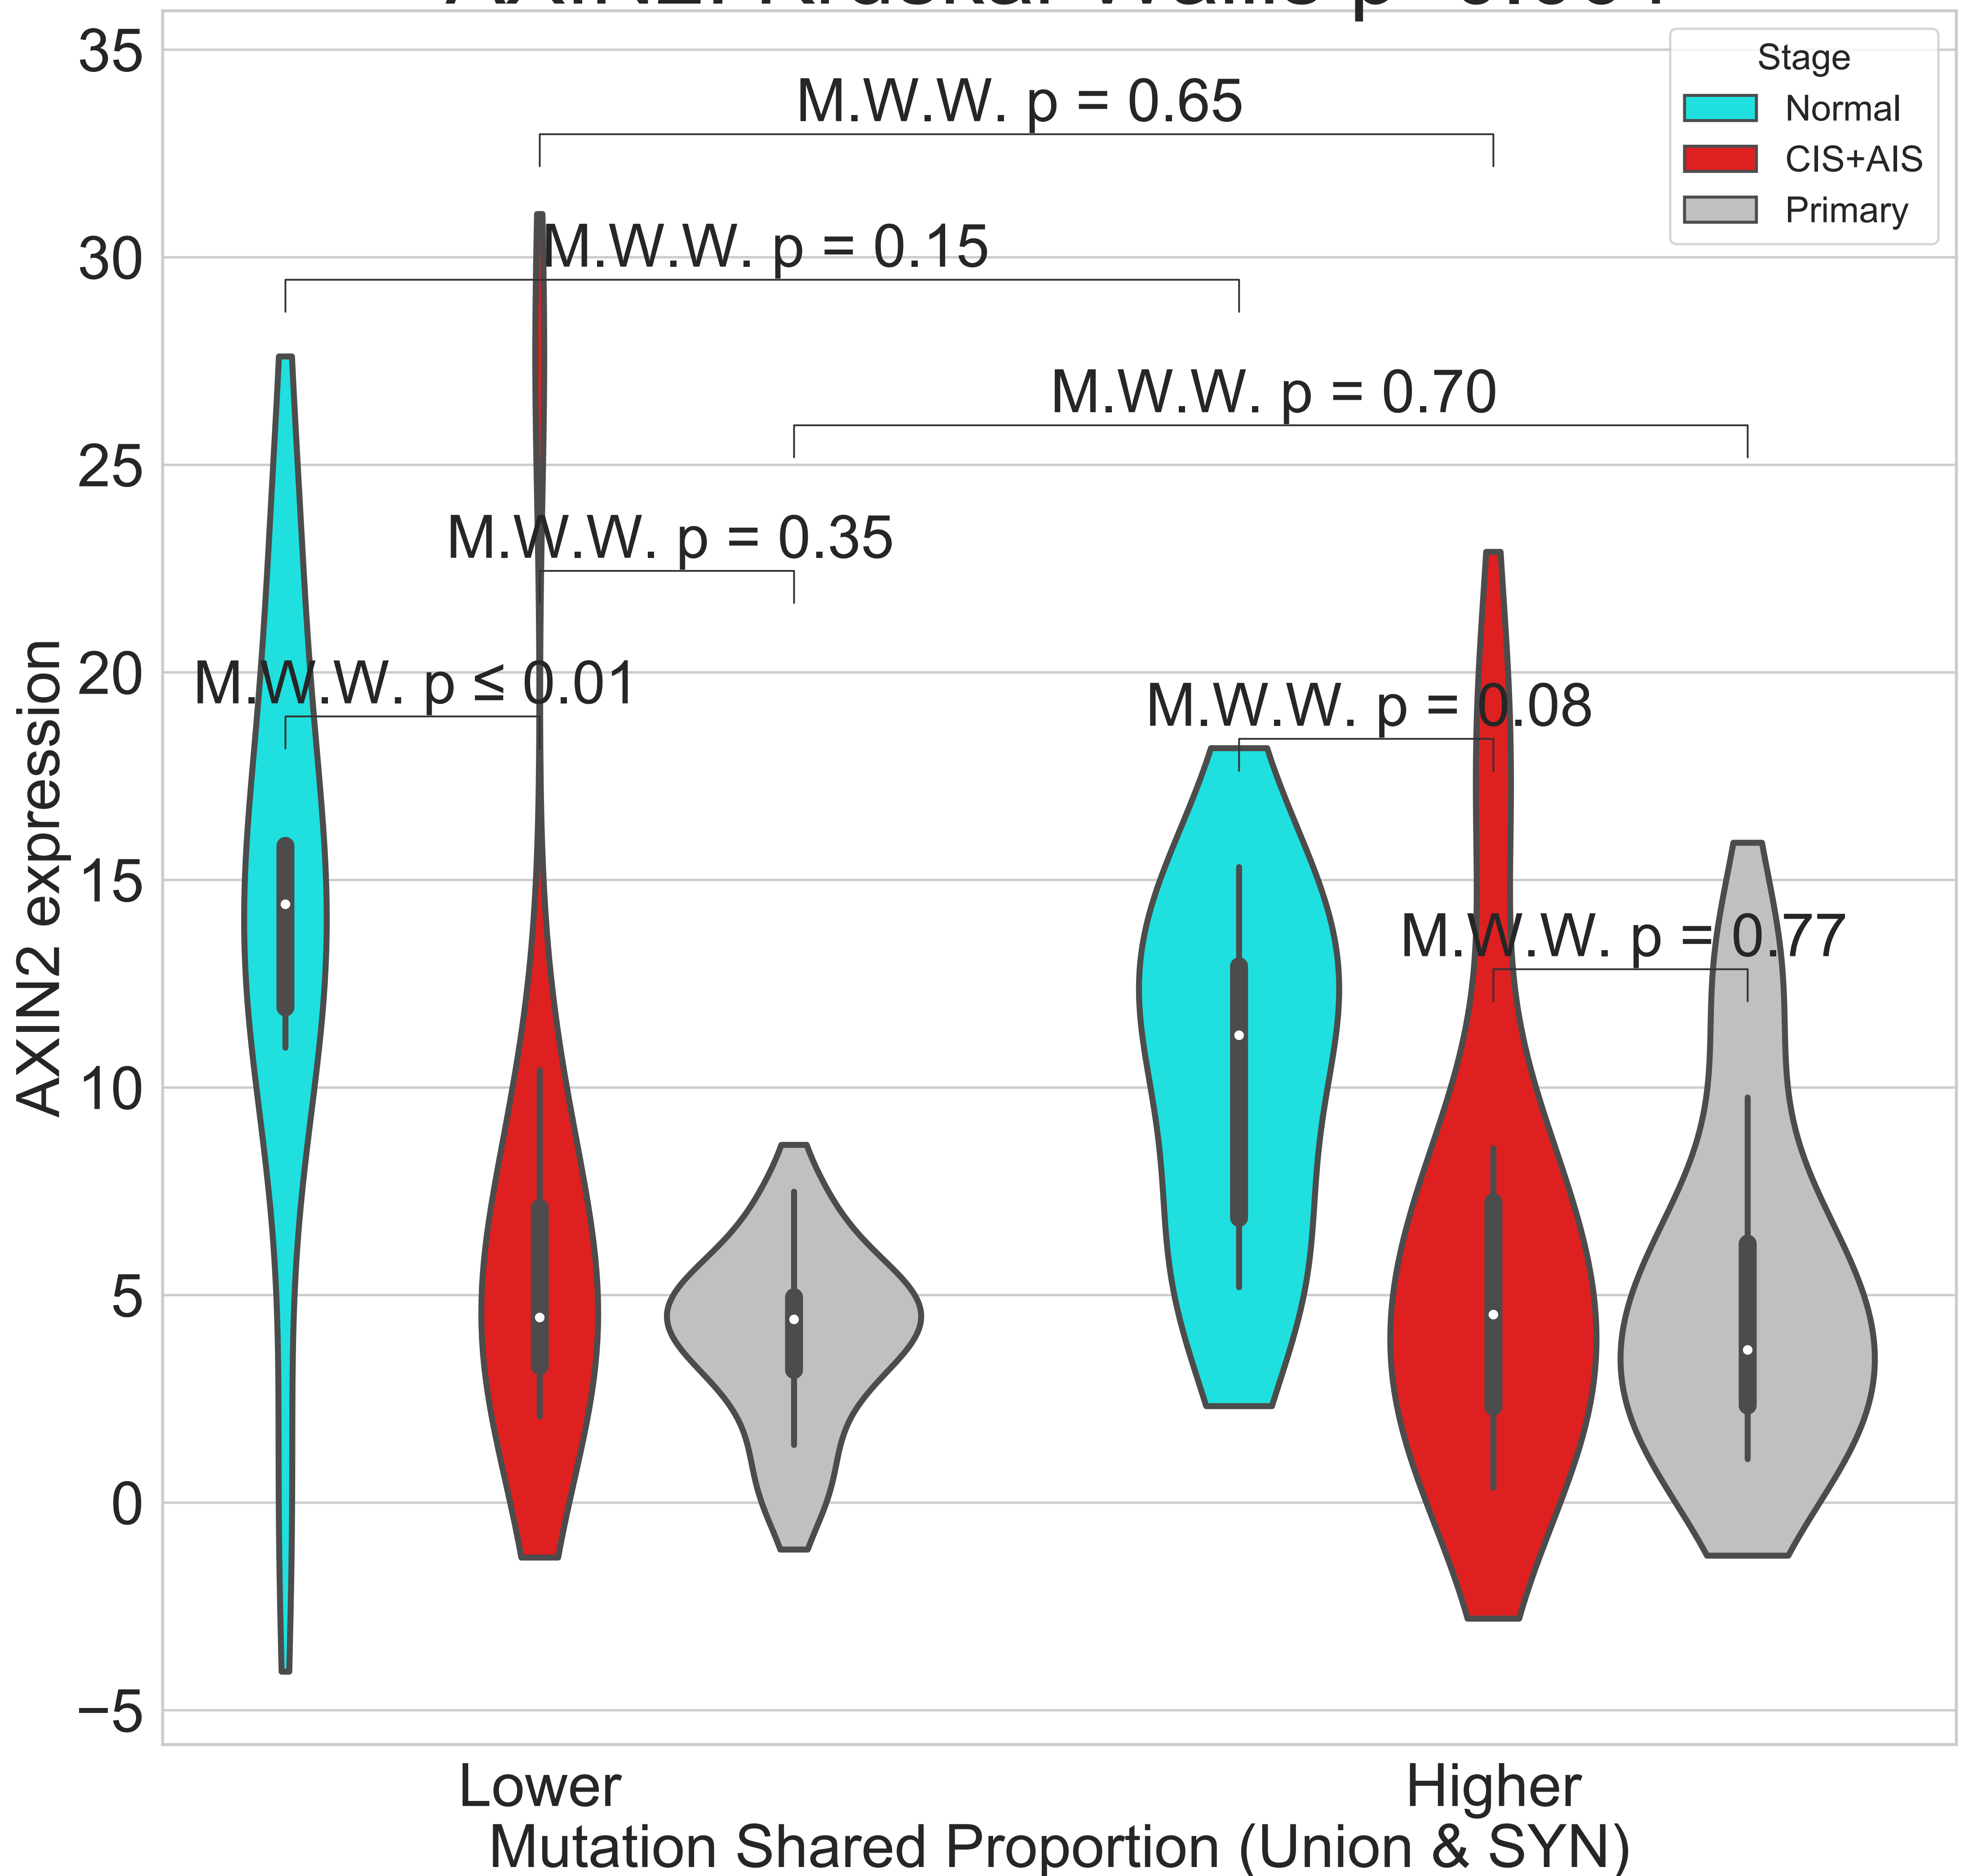 35
Stage
Normal
CIS+AIS
Primary
M.W.W. p = 0.65
30
M.W.W. p = 0.15
M.W.W. p = 0.70
25
M.W.W. p = 0.35
20
M.W.W. p ≤ 0.01
M.W.W. p = 0.08
15
M.W.W. p = 0.77
10
5
0
−5
AXIN2 expression
Lower
Higher
Mutation Shared Proportion (Union & SYN)